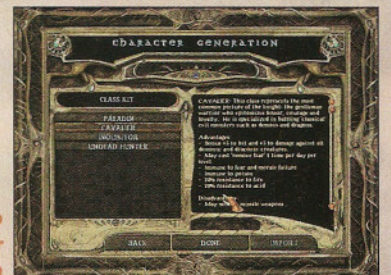 CHARACTER GENERATION
CLASS KIT
PALADIN
CAVALIER
INQUISITOR
UNDEAD HUNTER
CAVALIER: This class represents the most
common picture of the knight: the gentleman
warrior who epitomizes honor, courage and
loyalty. He is specialized in battling 'classical'
evil monsters such as demons and dragons.
Advantages:
- Bonus +3 to hit and +3 to damage against all
demonic and draconic creatures.
- May cast 'remove fear' 1 time per day per
level.
- Immune to fear and morale failure
- Immune to poison
- 20% resistance to fire
- 20% resistance to acid
Disadvantages:
- May not missile weapons
BACK
DONE
IMPORT